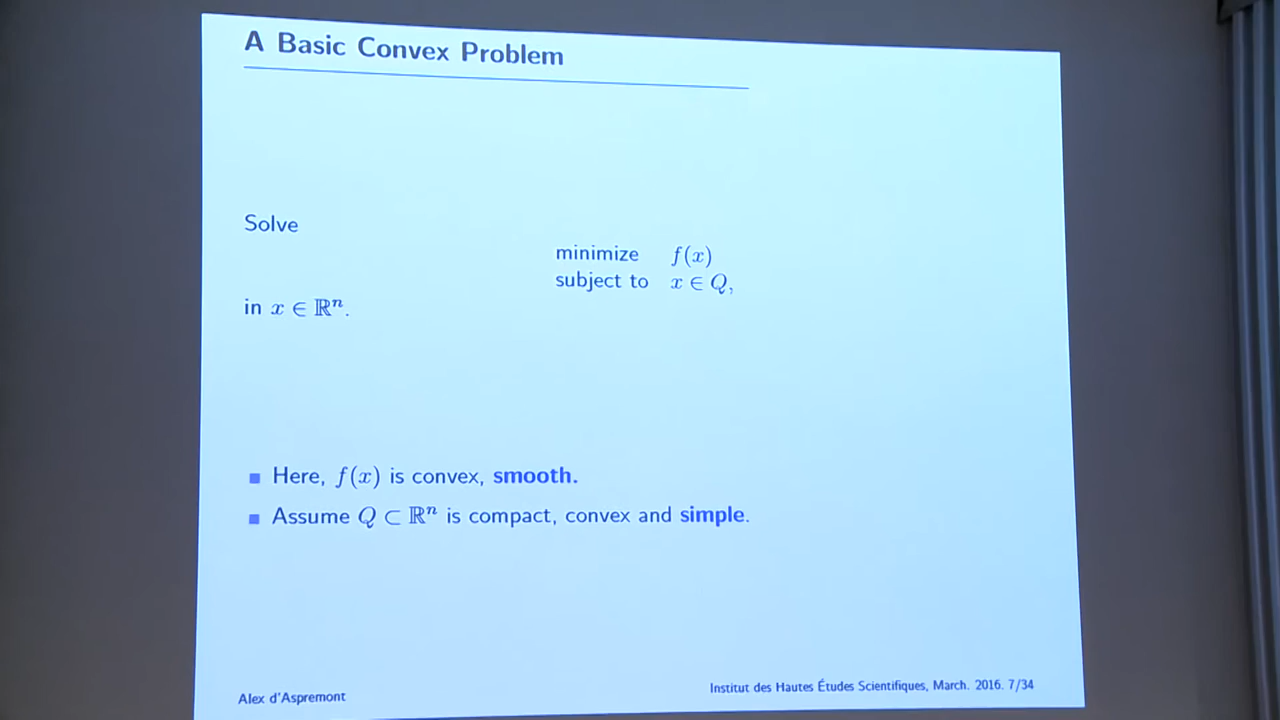 A Basic Convex Problem
Solve
minimize f(x)
subject to x ∈ Q,
in x ∈ ℝⁿ.
Here, f(x) is convex, smooth.
Assume Q ⊂ ℝⁿ is compact, convex and simple.
Alex d'Aspremont
Institut des Hautes Études Scientifiques, March. 2016. 7/34